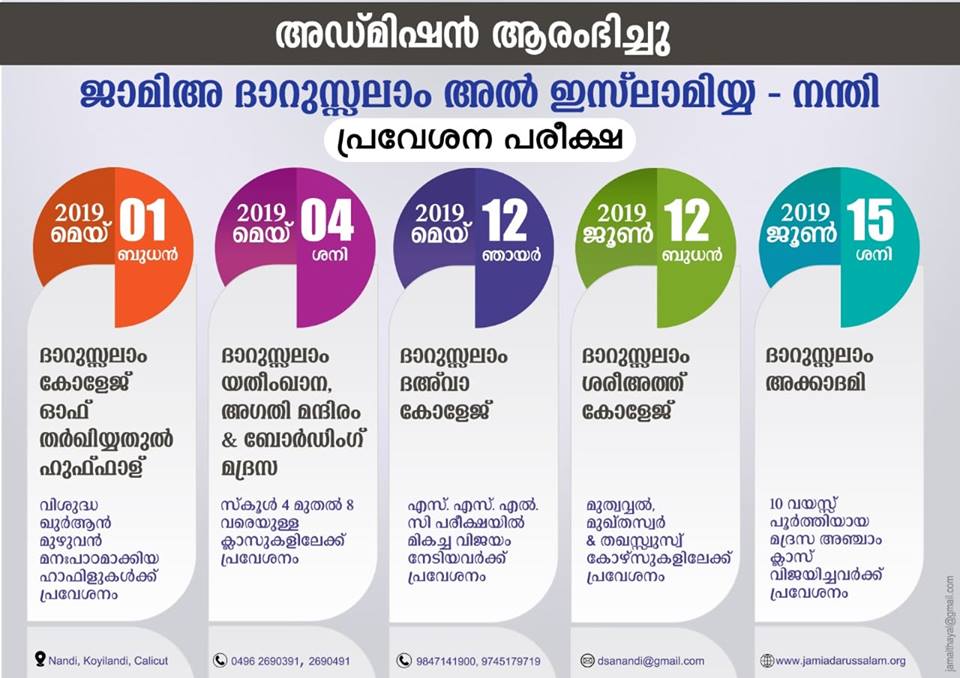 അഡ്മിഷൻ ആരംഭിച്ചു
ജാമിഅ ദാറുസ്സലാം അൽ ഇസ്‌ലാമിയ്യ - നന്തി
പ്രവേശന പരീക്ഷ
2019 മെയ് 01 ബുധൻ
ദാറുസ്സലാം
കോളേജ്
ഓഫ്
തർഖിയ്യതുൽ
ഹുഫ്ഫാള്
വിശുദ്ധ
ഖുർആൻ
മുഴുവൻ
മനഃപാഠമാക്കിയ
ഹാഫിളുകൾക്ക്
പ്രവേശനം
2019 മെയ് 04 ശനി
ദാറുസ്സലാം
യതീംഖാന,
അഗതി മന്ദിരം
& ബോർഡിംഗ്
മദ്രസ
സ്കൂൾ 4 മുതൽ 8
വരെയുള്ള
ക്ലാസുകളിലേക്ക്
പ്രവേശനം
2019 മെയ് 12 ഞായർ
ദാറുസ്സലാം
ദഅ്‌വാ
കോളേജ്
എസ്. എസ്. എൽ.
സി പരീക്ഷയിൽ
മികച്ച വിജയം
നേടിയവർക്ക്
പ്രവേശനം
2019 ജൂൺ 12 ബുധൻ
ദാറുസ്സലാം
ശരീഅത്ത്
കോളേജ്
മുത്വവ്വൽ,
മുഖ്തസ്വർ
& തഖസ്സ്വുസ്വ്
കോഴ്സുകളിലേക്ക്
പ്രവേശനം
2019 ജൂൺ 15 ശനി
ദാറുസ്സലാം
അക്കാദമി
10 വയസ്സ്
പൂർത്തിയായ
മദ്രസ അഞ്ചാം
ക്ലാസ്
വിജയിച്ചവർക്ക്
പ്രവേശനം
Nandi, Koyilandi, Calicut
0496 2690391, 2690491
9847141900, 9745179719
dsanandi@gmail.com
www.jamiadarussalam.org
jamalthayal@gmail.com